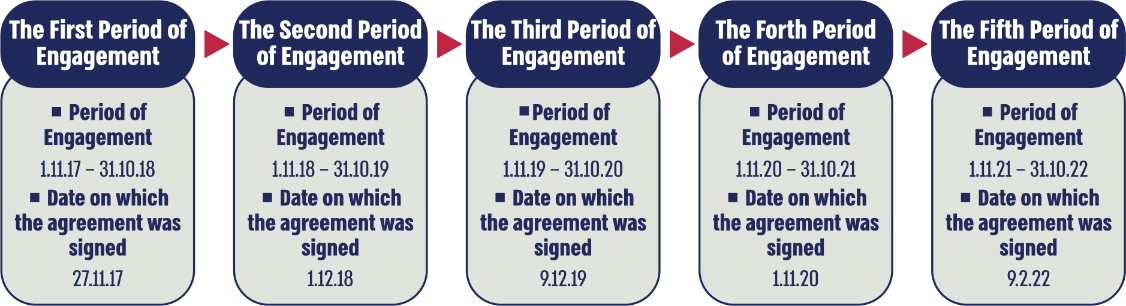 The First Period of
Engagement
■ Period of
Engagement
1.11.17 – 31.10.18
■ Date on which
the agreement was
signed
27.11.17
The Second Period
of Engagement
■ Period of
Engagement
1.11.18 – 31.10.19
■ Date on which
the agreement was
signed
1.12.18
The Third Period of
Engagement
■Period of
Engagement
1.11.19 – 31.10.20
■ Date on which
the agreement was
signed
9.12.19
The Forth Period
of Engagement
■ Period of
Engagement
1.11.20 – 31.10.21
■ Date on which
the agreement was
signed
1.11.20
The Fifth Period of
Engagement
■ Period of
Engagement
1.11.21 – 31.10.22
■ Date on which
the agreement was
signed
9.2.22